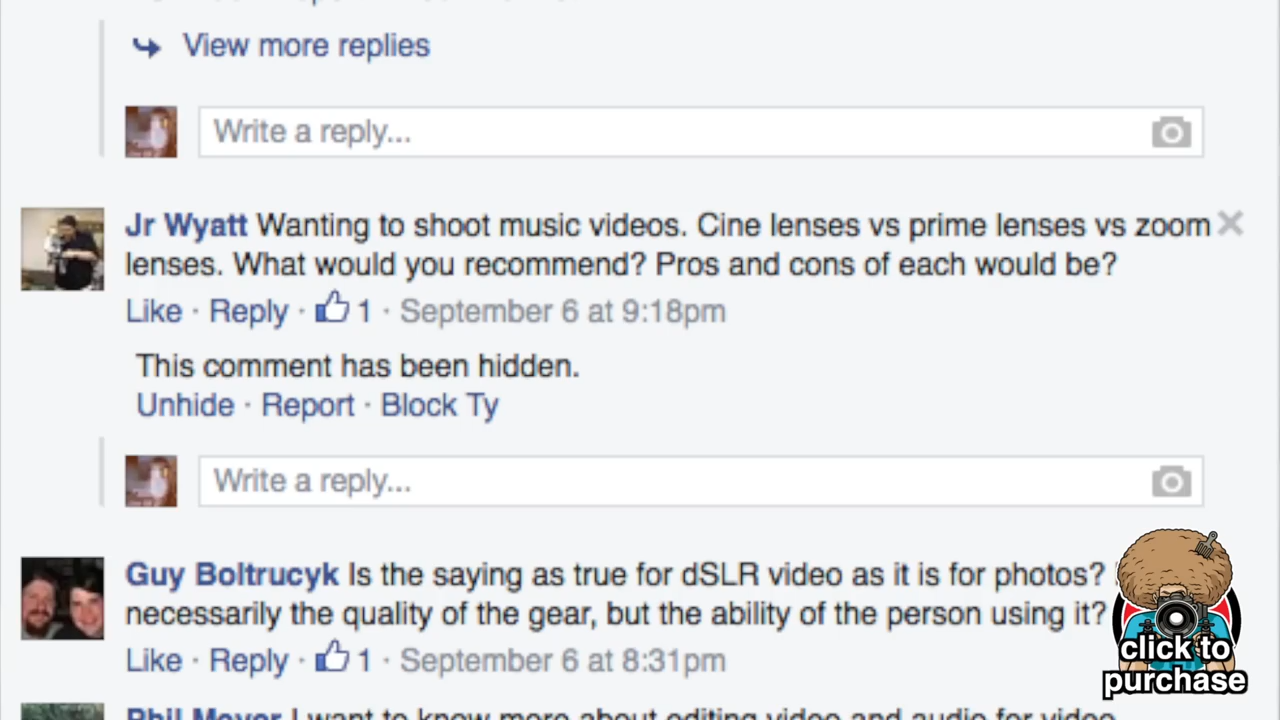 View more replies
Write a reply...
Jr Wyatt Wanting to shoot music videos. Cine lenses vs prime lenses vs zoom
lenses. What would you recommend? Pros and cons of each would be?
Like · Reply · 1 · September 6 at 9:18pm
This comment has been hidden.
Unhide · Report · Block Ty
Write a reply...
Guy Boltrucyk Is the saying as true for dSLR video as it is for photos?
necessarily the quality of the gear, but the ability of the person using it?
Like · Reply · 1 · September 6 at 8:31pm
click to
purchase
Phil Meyer I want to know more about editing video and audio for video